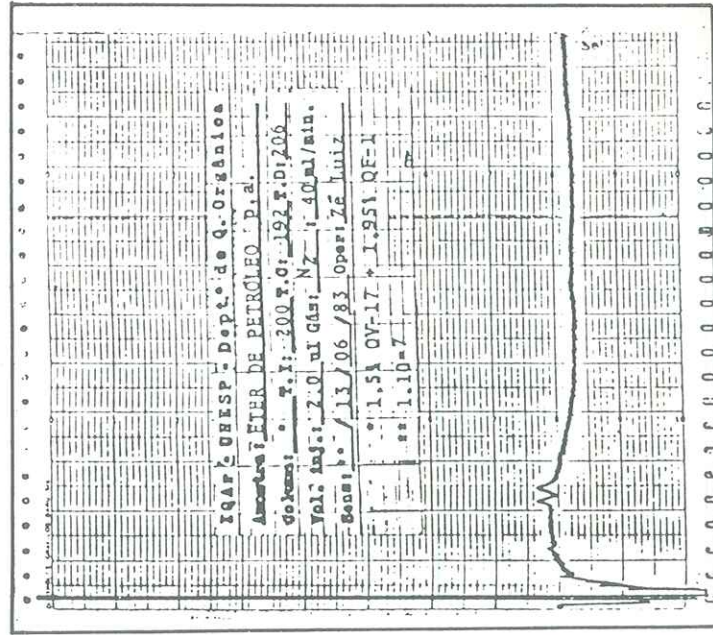 IQAr - UNESP - Dept.º de Q. Orgânica
Amostra: ÉTER DE PETRÓLEO p.a.
Coluna: * T.I: 200 T.C: 192 T.D: 206
Vol. Inj.: 2.0 ul Gás: N2 : 40 ml/min.
Sens: ** / 13 /06 /83 Oper: Zé Luiz
* 1.5% OV-17 + 1.95% QF-1
** 1.10-7